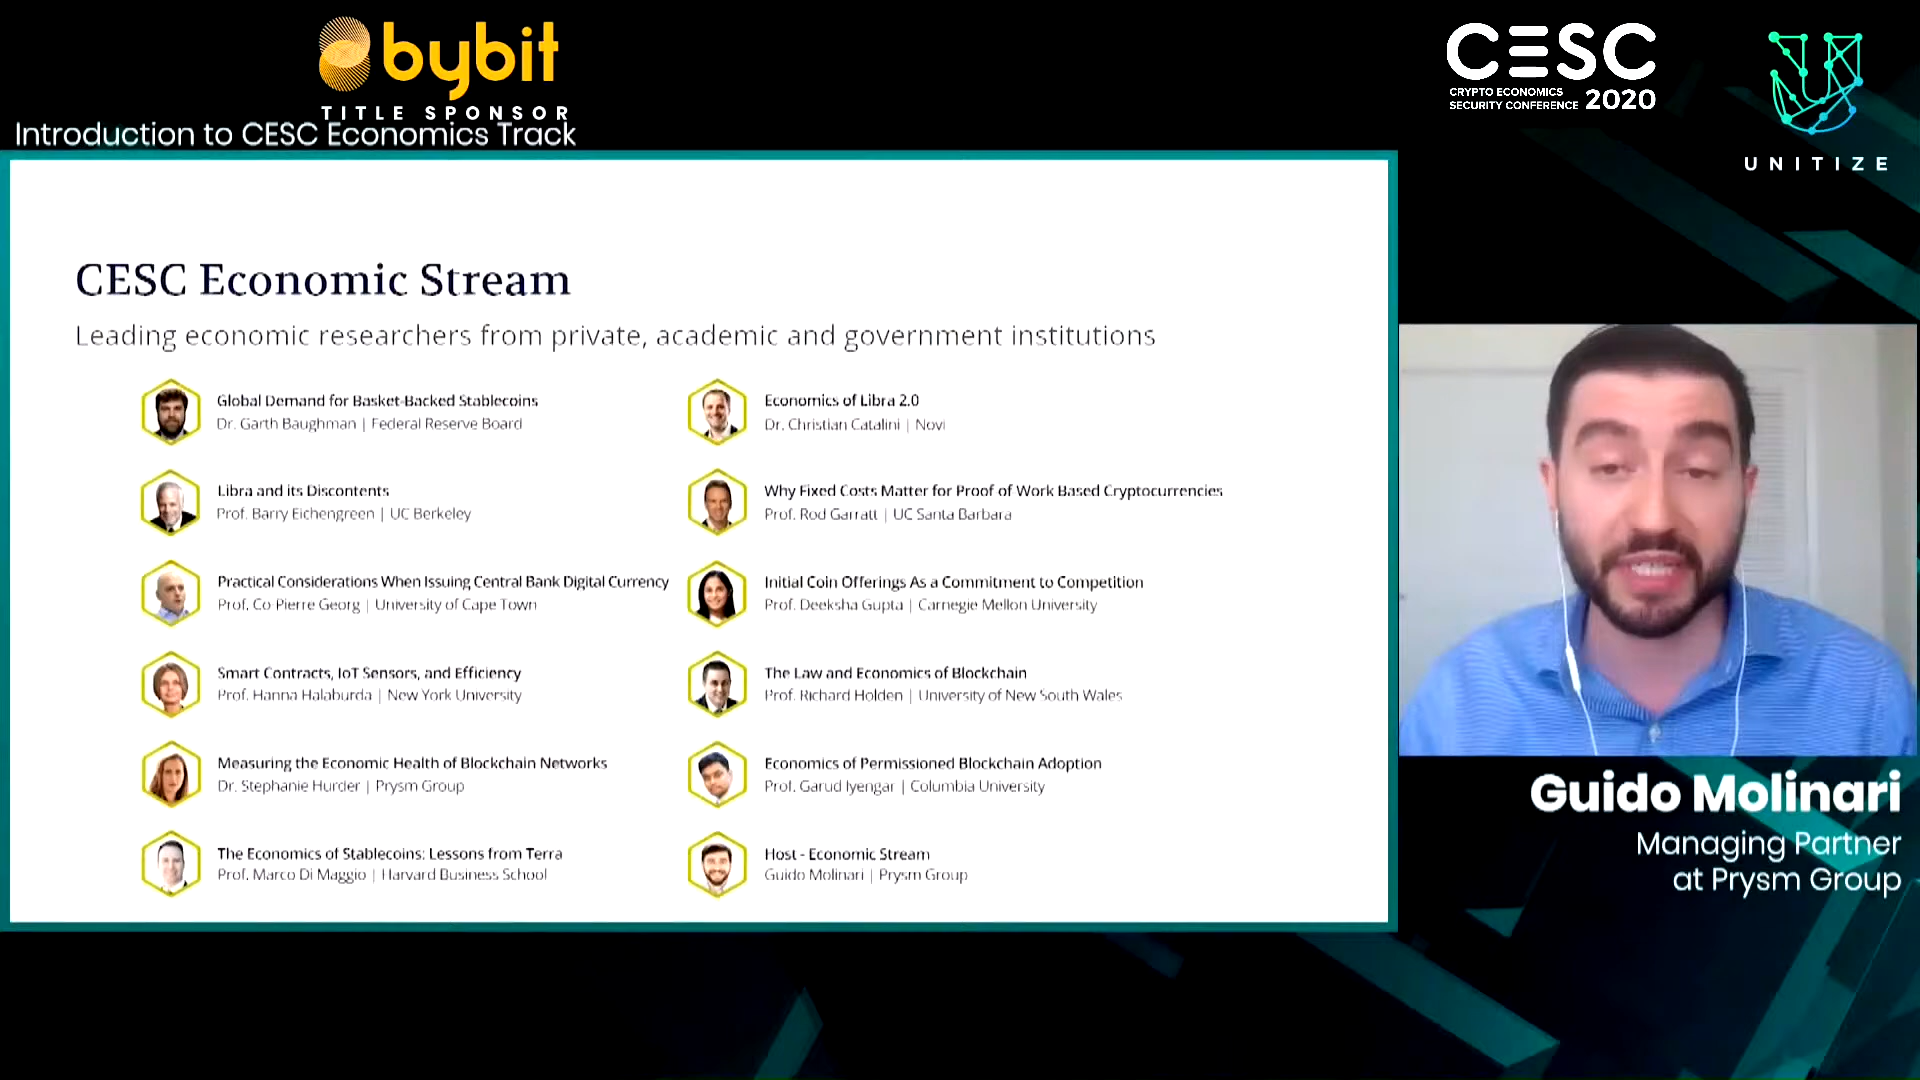 bybit
TITLE SPONSOR
Introduction to CESC Economics Track
CESC
CRYPTO ECONOMICS
SECURITY CONFERENCE 2020
UNITIZE
CESC Economic Stream
Leading economic researchers from private, academic and government institutions
Global Demand for Basket-Backed Stablecoins
Dr. Garth Baughman | Federal Reserve Board
Economics of Libra 2.0
Dr. Christian Catalini | Novi
Libra and its Discontents
Prof. Barry Eichengreen | UC Berkeley
Why Fixed Costs Matter for Proof of Work Based Cryptocurrencies
Prof. Rod Garratt | UC Santa Barbara
Practical Considerations When Issuing Central Bank Digital Currency
Prof. Co-Pierre Georg | University of Cape Town
Initial Coin Offerings As a Commitment to Competition
Prof. Deeksha Gupta | Carnegie Mellon University
Smart Contracts, IoT Sensors, and Efficiency
Prof. Hanna Halaburda | New York University
The Law and Economics of Blockchain
Prof. Richard Holden | University of New South Wales
Measuring the Economic Health of Blockchain Networks
Dr. Stephanie Hurder | Prysm Group
Economics of Permissioned Blockchain Adoption
Prof. Garud Iyengar | Columbia University
The Economics of Stablecoins: Lessons from Terra
Prof. Marco Di Maggio | Harvard Business School
Host - Economic Stream
Guido Molinari | Prysm Group
Guido Molinari
Managing Partner
at Prysm Group